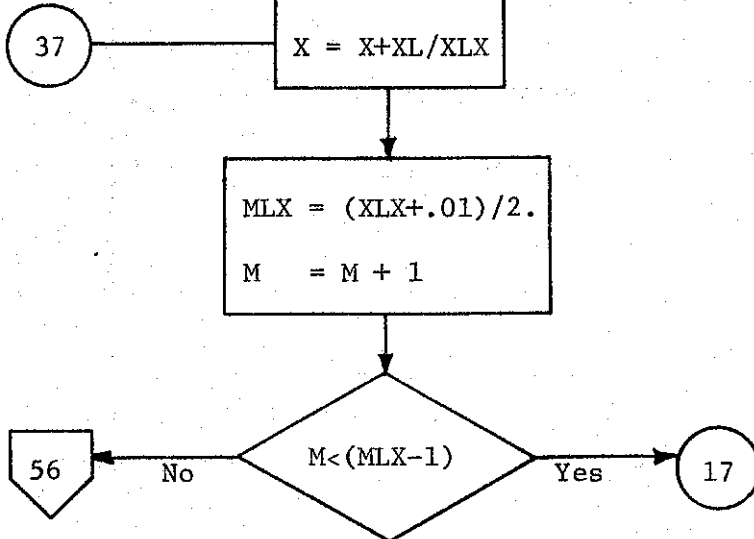 37
X = X+XL/XLX
MLX = (XLX+.01)/2.
M = M + 1
M<(MLX-1)
56
No
Yes
17